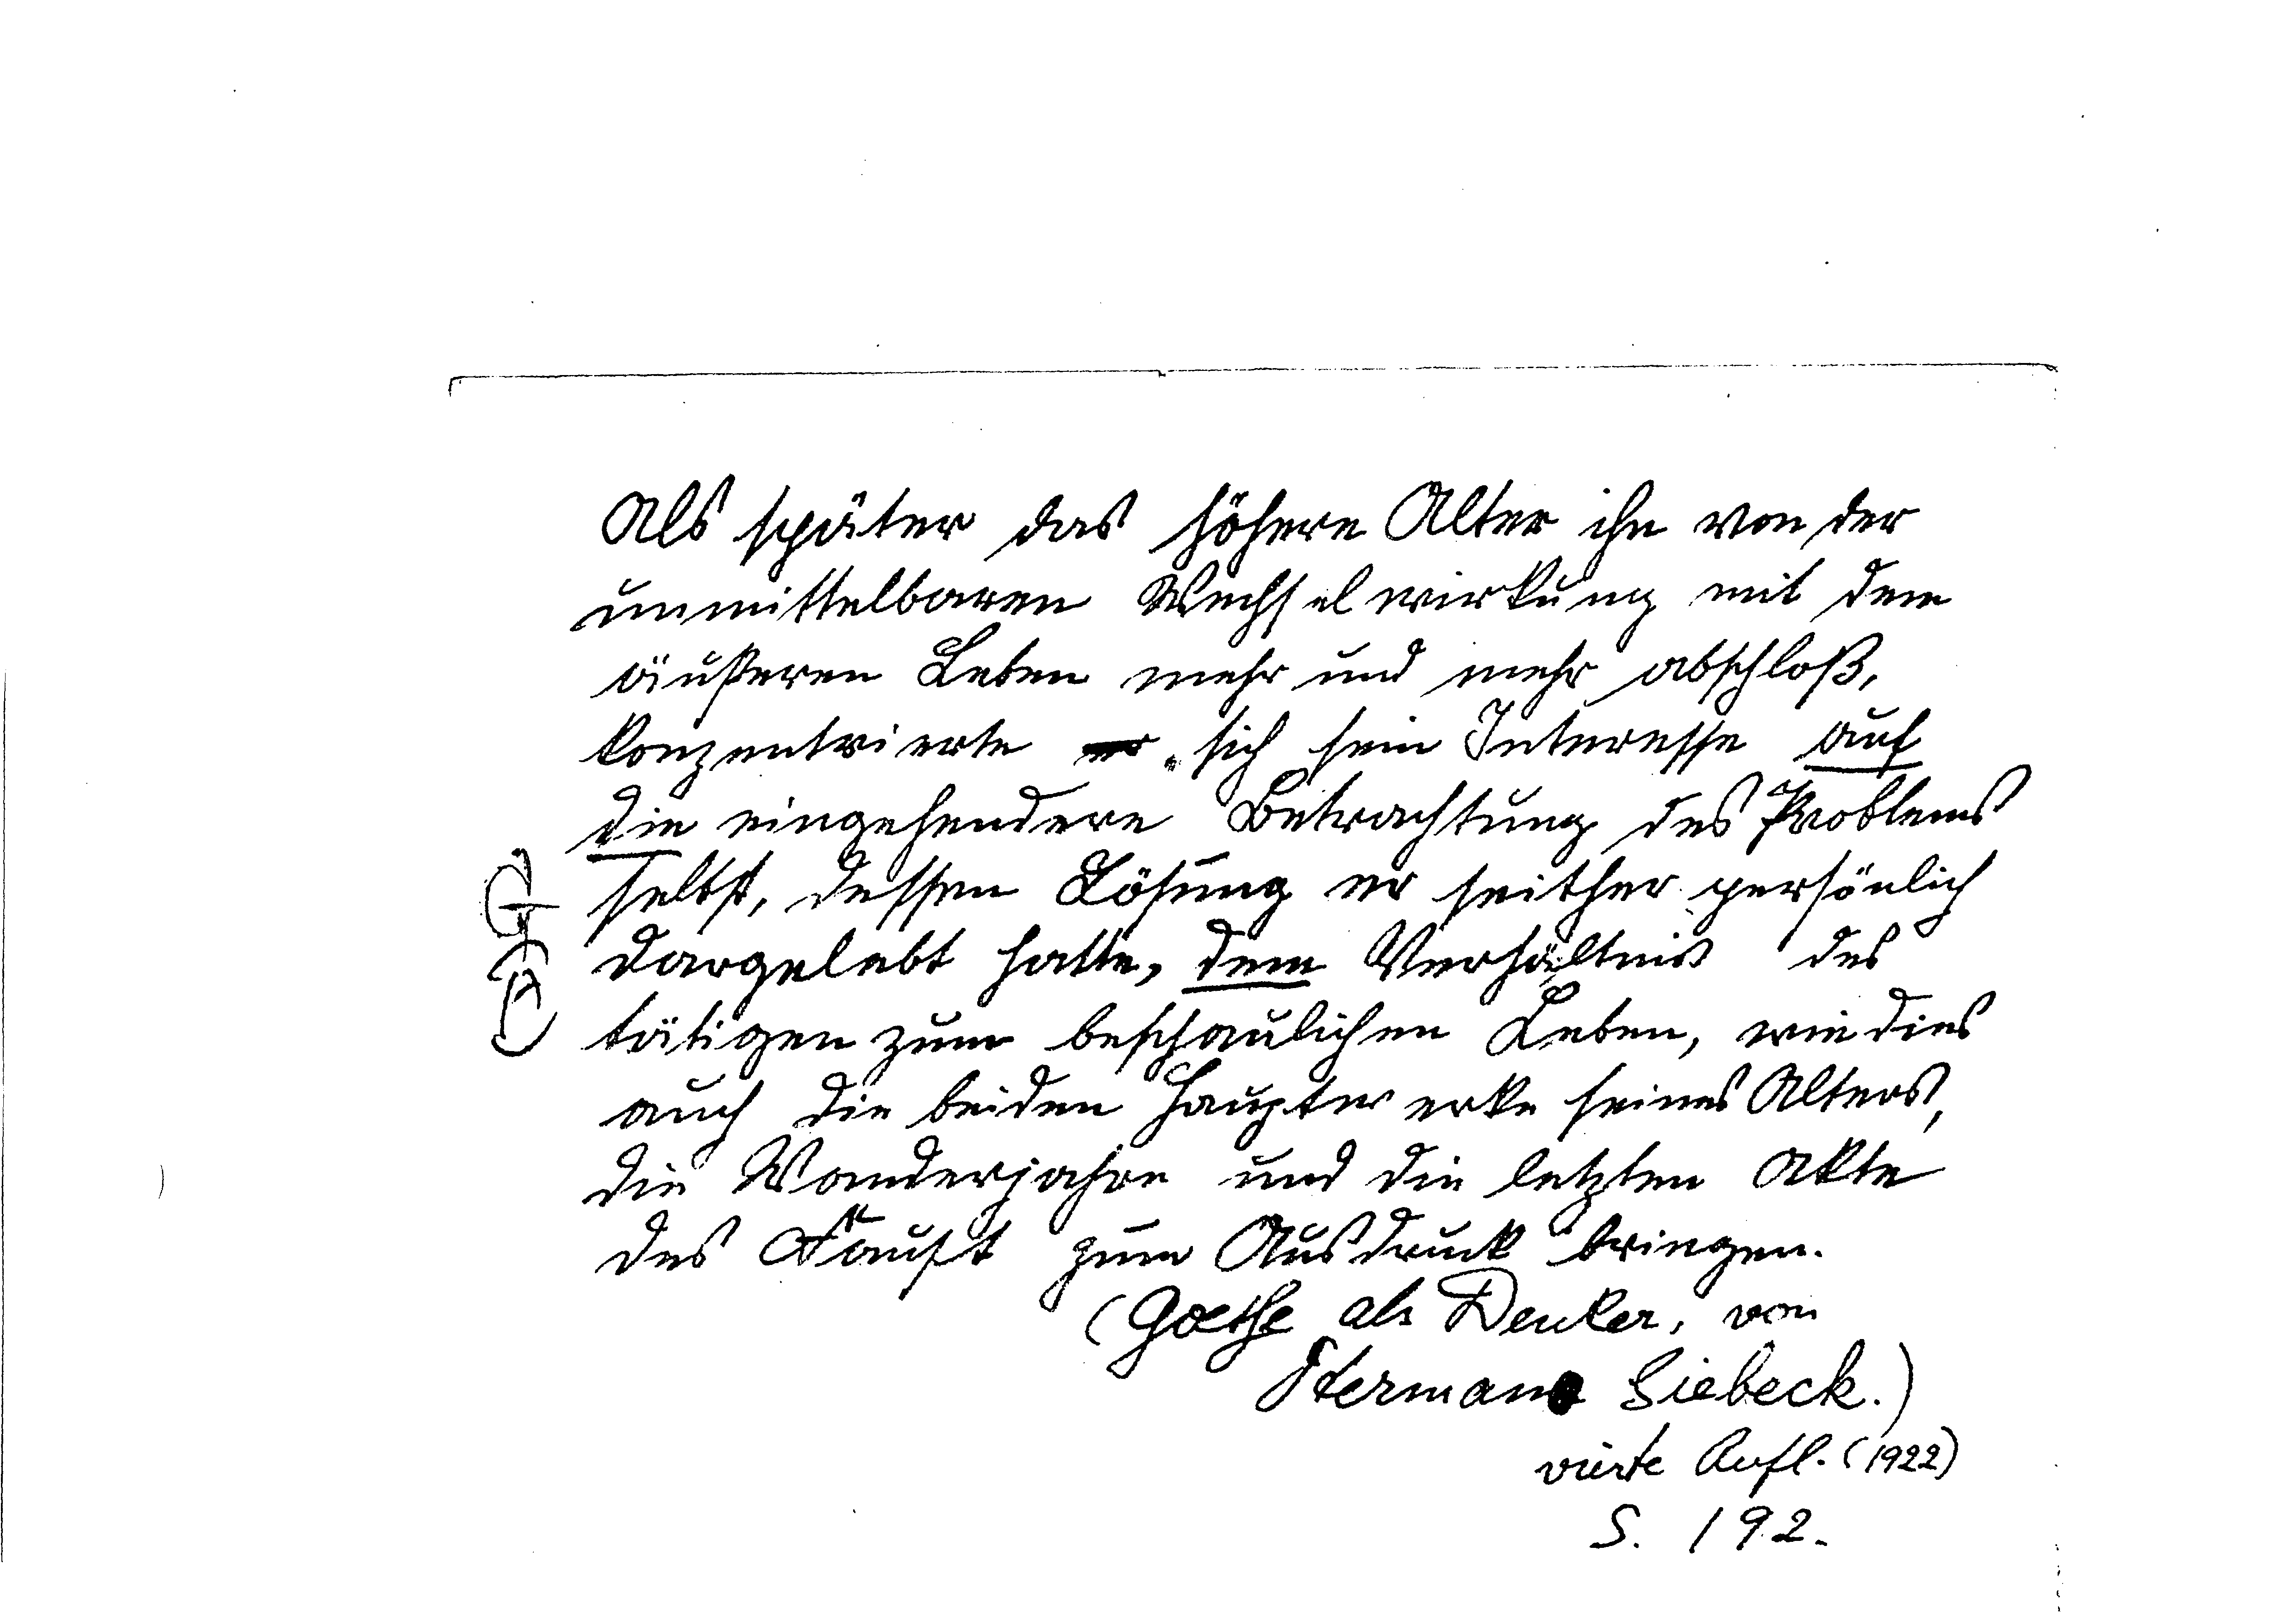 Als später das höhere Alter ihn von der
unmittelbaren Wechselwirkung mit dem
äußeren Leben mehr und mehr abschloß,
konzentrierte er sich sein Interesse auf
die eingehendere Betrachtung des Problems
selbst, dessen Lösung er seither persönlich
dargelebt hatte, dem Verhältnis des
tätigen zum beschaulichen Leben, wie dies
auch die beiden Hauptwerke seines Alters,
die Wanderjahre und die letzten Akte
des Faust zum Ausdruck bringen.
(Goethe als Denker, von
Hermann Siebeck.)
vierte Aufl. (1922)
S. 192.